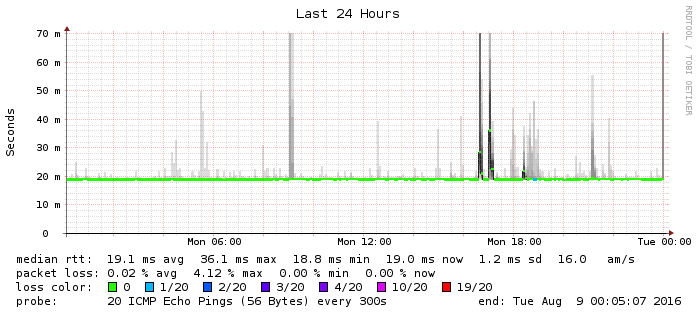 Last 24 Hours
RRDTOOL / TOBI OETIKER
Seconds
70 m
60 m
50 m
40 m
30 m
20 m
10 m
0
Mon 06:00 Mon 12:00 Mon 18:00 Tue 00:00
median rtt: 19.1 ms avg 36.1 ms max 18.8 ms min 19.0 ms now 1.2 ms sd 16.0 am/s
packet loss: 0.02 % avg 4.12 % max 0.00 % min 0.00 % now
loss color: 0 1/20 2/20 3/20 4/20 10/20 19/20
probe: 20 ICMP Echo Pings (56 Bytes) every 300s end: Tue Aug 9 00:05:07 2016